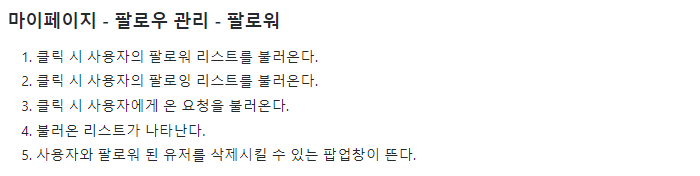 마이페이지 - 팔로우 관리 - 팔로워
1. 클릭 시 사용자의 팔로워 리스트를 불러온다.
2. 클릭 시 사용자의 팔로잉 리스트를 불러온다.
3. 클릭 시 사용자에게 온 요청을 불러온다.
4. 불러온 리스트가 나타난다.
5. 사용자와 팔로워 된 유저를 삭제시킬 수 있는 팝업창이 뜬다.